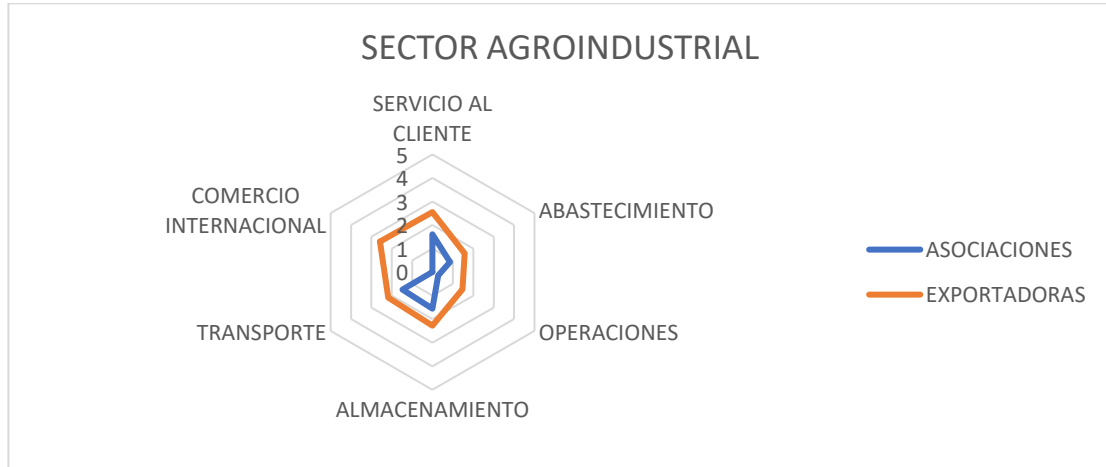 SECTOR AGROINDUSTRIAL
SERVICIO AL
CLIENTE
5
4
3
2
1
0
ABASTECIMIENTO
OPERACIONES
ALMACENAMIENTO
TRANSPORTE
COMERCIO
INTERNACIONAL
ASOCIACIONES
EXPORTADORAS